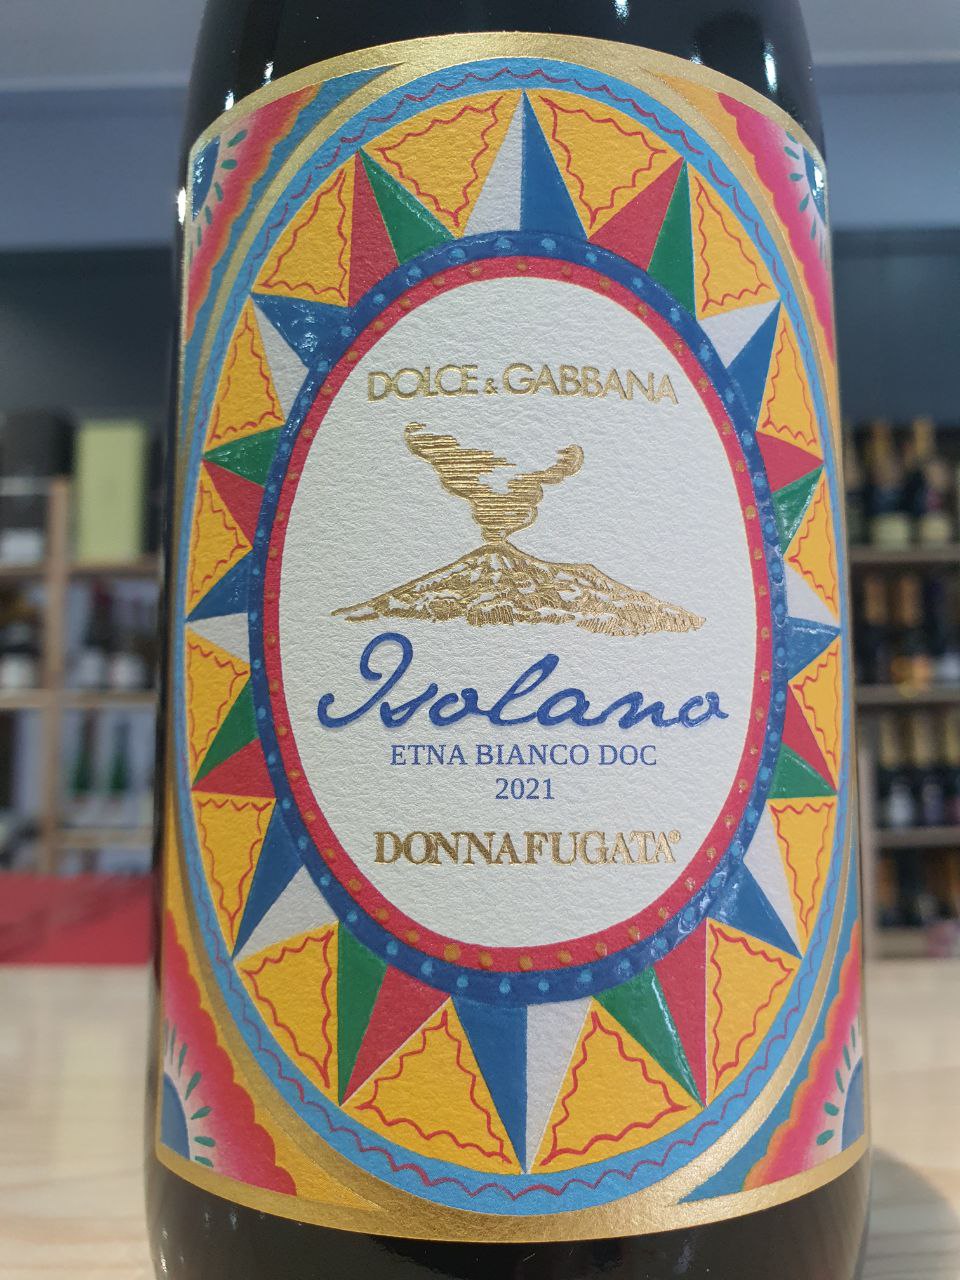 DOLCE & GABBANA
Isolano
ETNA BIANCO DOC
2021
DONNAFUGATA®